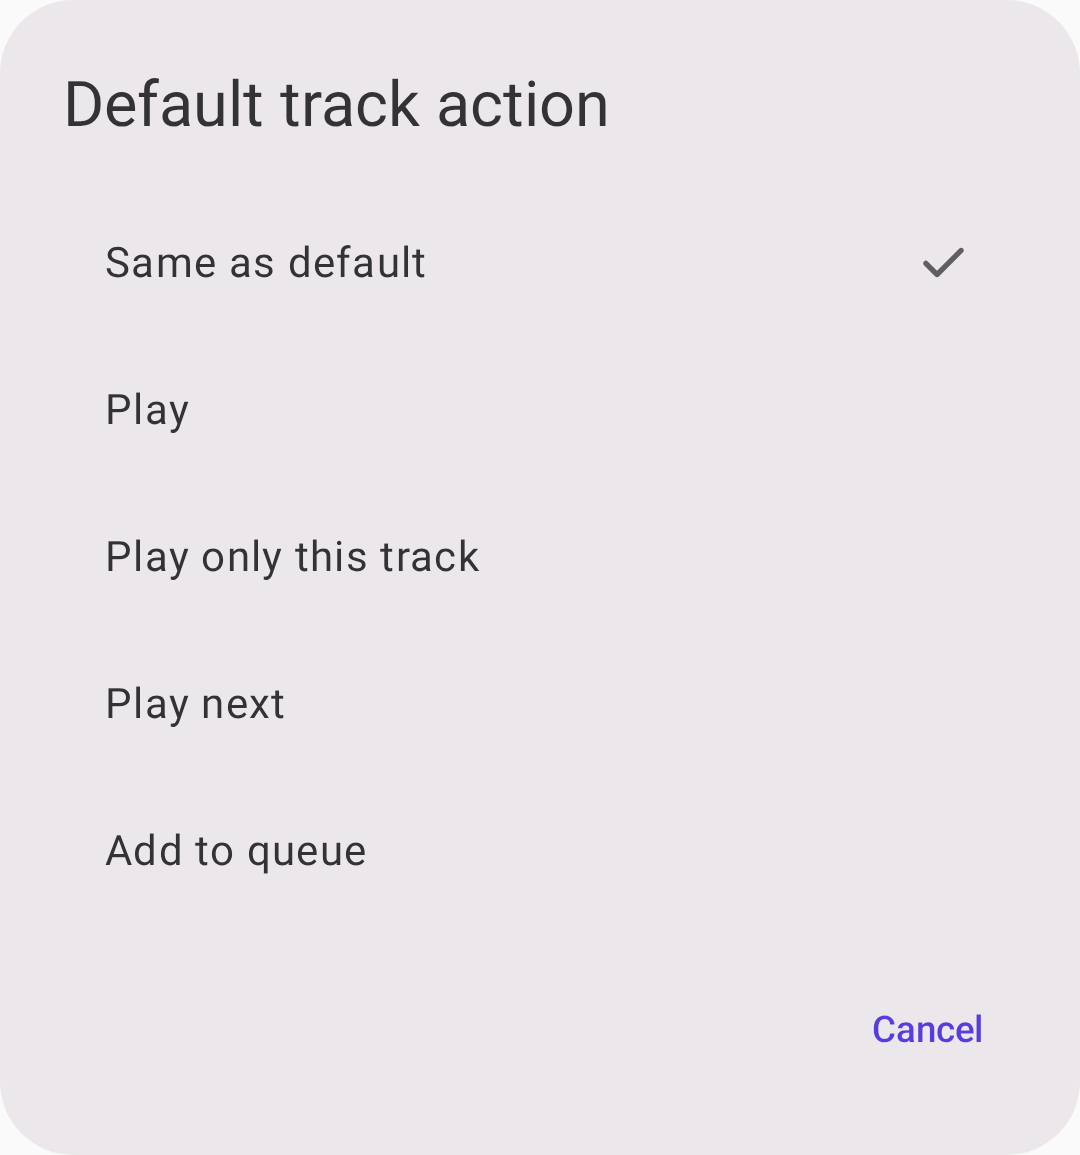 Default track action
Same as default
Play
Play only this track
Play next
Add to queue
Cancel